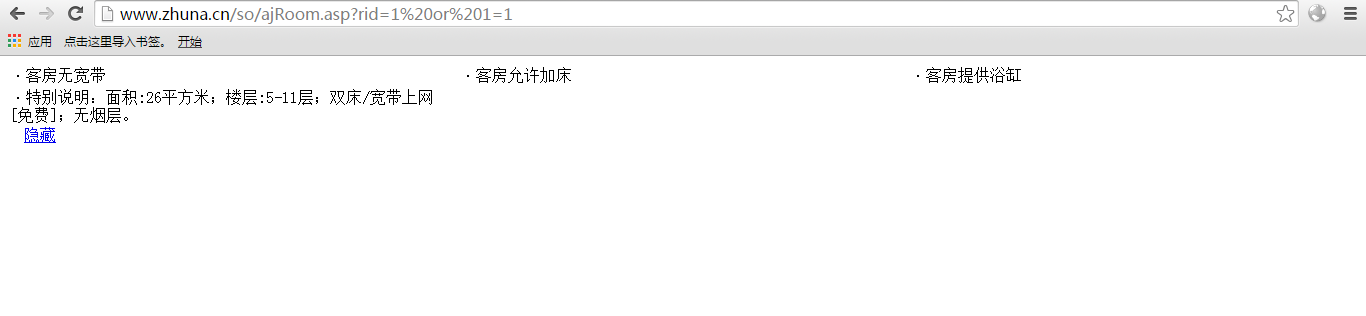 www.zhuna.cn/so/ajRoom.asp?rid=1%20or%201=1
应用 点击这里导入书签。 开始
·客房无宽带 ·客房允许加床 ·客房提供浴缸
·特别说明：面积:26平方米；楼层:5-11层；双床/宽带上网
[免费]；无烟层。
隐藏